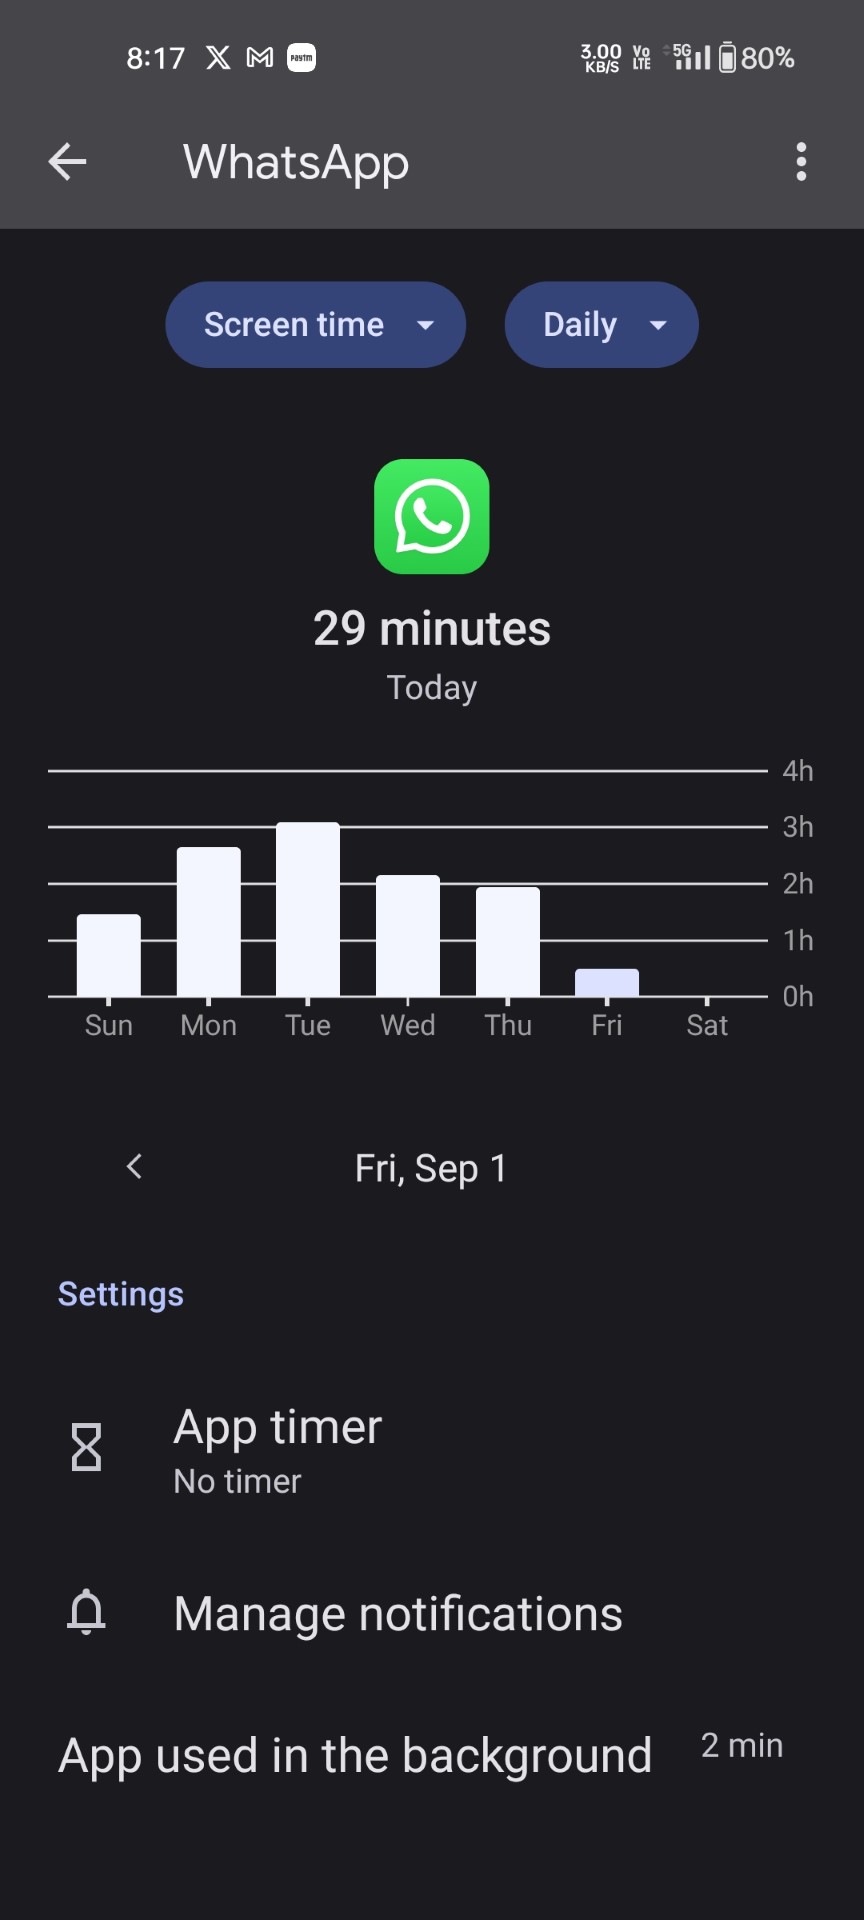 8:17 X M Paytm 3.00 KB/S Vo LTE 5G 80%
WhatsApp
Screen time Daily
29 minutes
Today
4h
3h
2h
1h
0h
Sun Mon Tue Wed Thu Fri Sat
Fri, Sep 1
Settings
App timer
No timer
Manage notifications
App used in the background 2 min